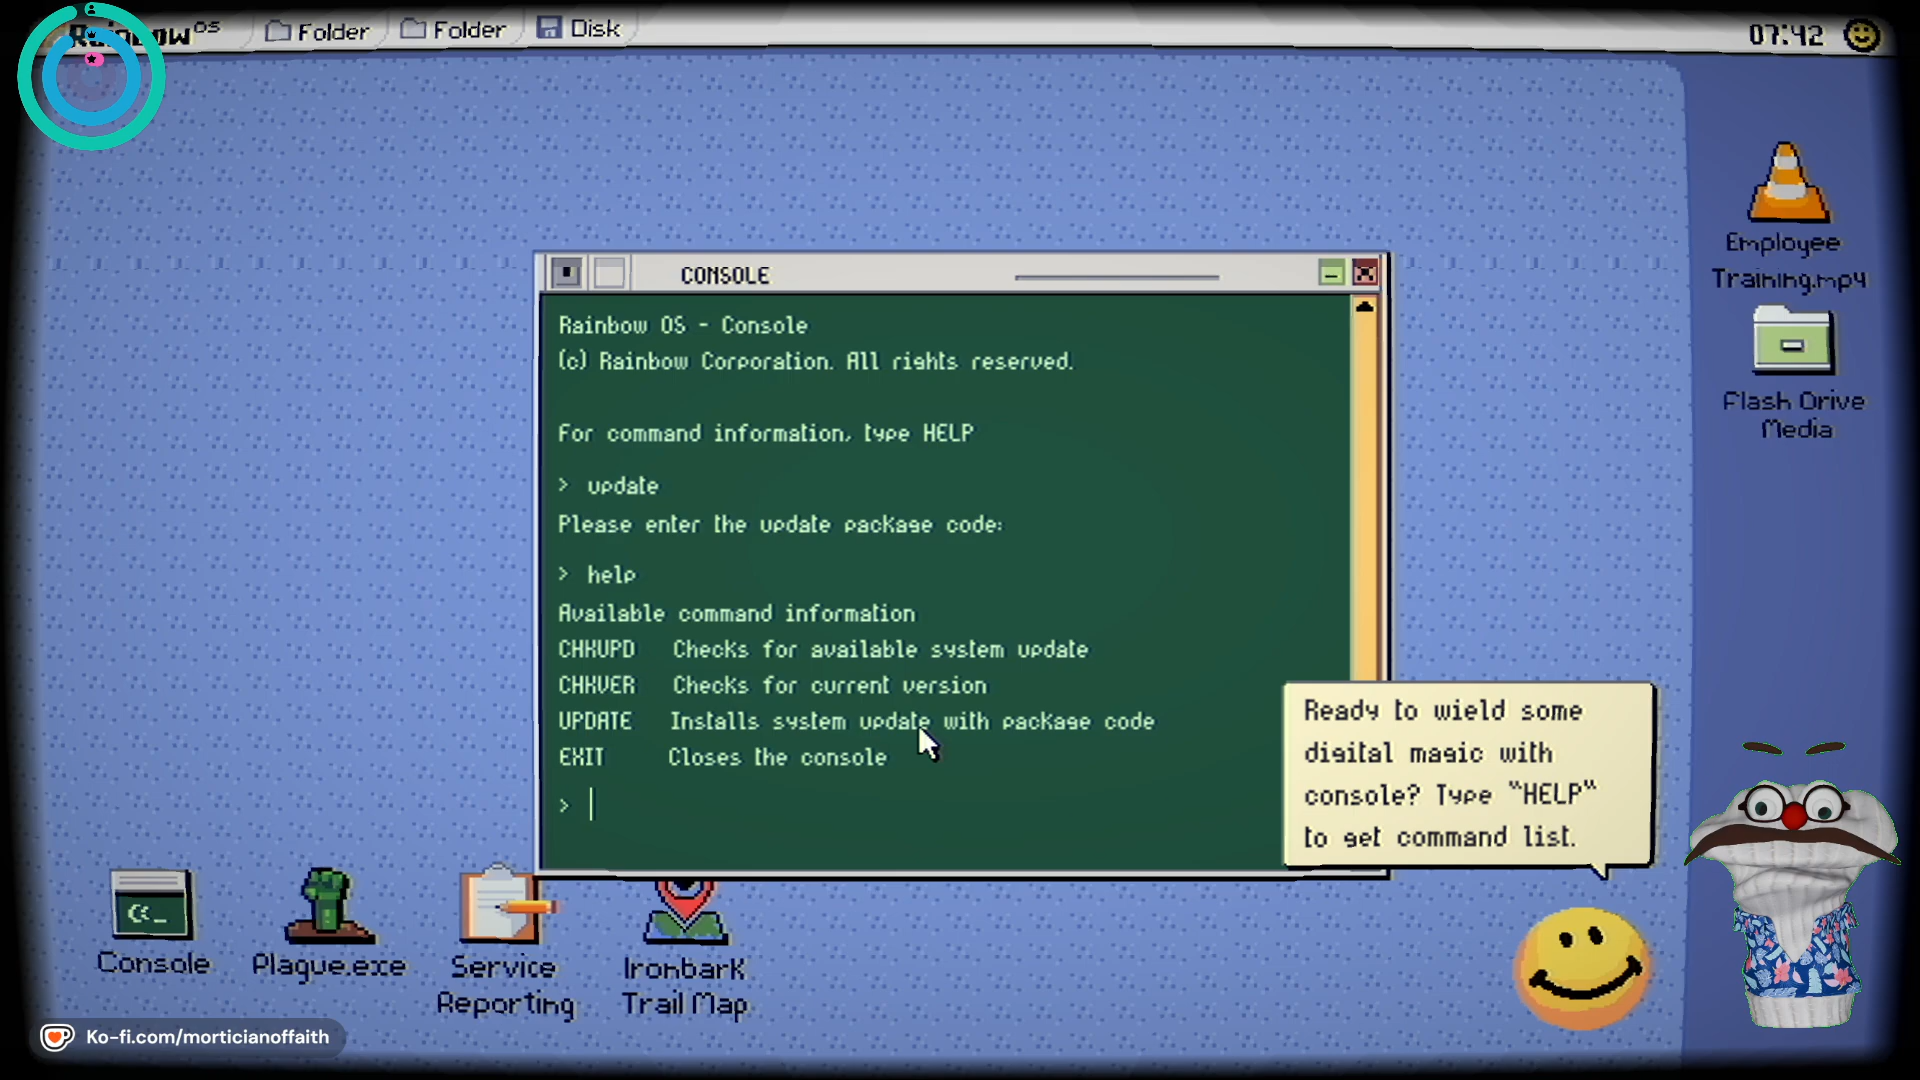 Rainbow OS
Folder
Folder
Disk
07:42
Employee
Training.mp4
Flash Drive
Media
CONSOLE
Rainbow OS - Console
(c) Rainbow Corporation. All rights reserved.
For command information, type HELP
> update
Please enter the update package code:
> help
Available command information
CHKUPD Checks for available system update
CHKVER Checks for current version
UPDATE Installs system update with package code
EXIT Closes the console
>
Ready to wield some
digital magic with
console? Type "HELP"
to get command list.
Console
Plague.exe
Service
Reporting
Ironbark
Trail Map
Ko-fi.com/morticianoffaith